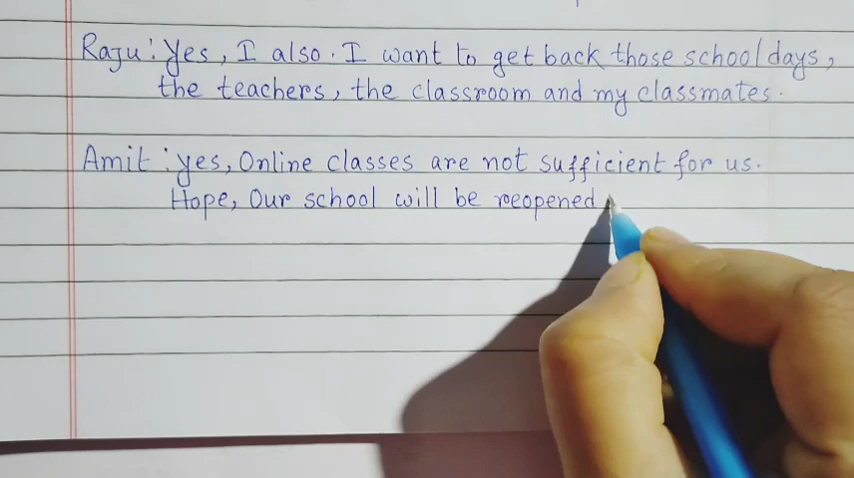 Raju: Yes, I also. I want to get back those school days,
the teachers, the classroom and my classmates.
Amit: yes, Online classes are not sufficient for us.
Hope, Our school will be reopened